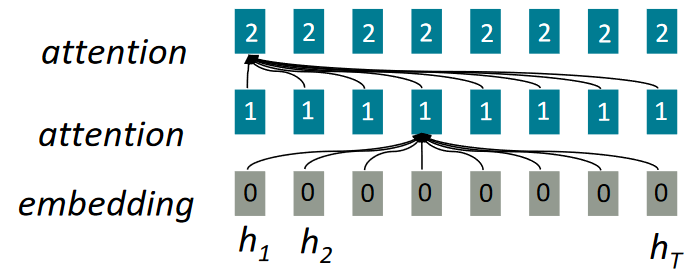 2 2 2 2 2 2 2 2
attention
1 1 1 1 1 1 1 1
attention
0 0 0 0 0 0 0 0
embedding
h1 h2 hT